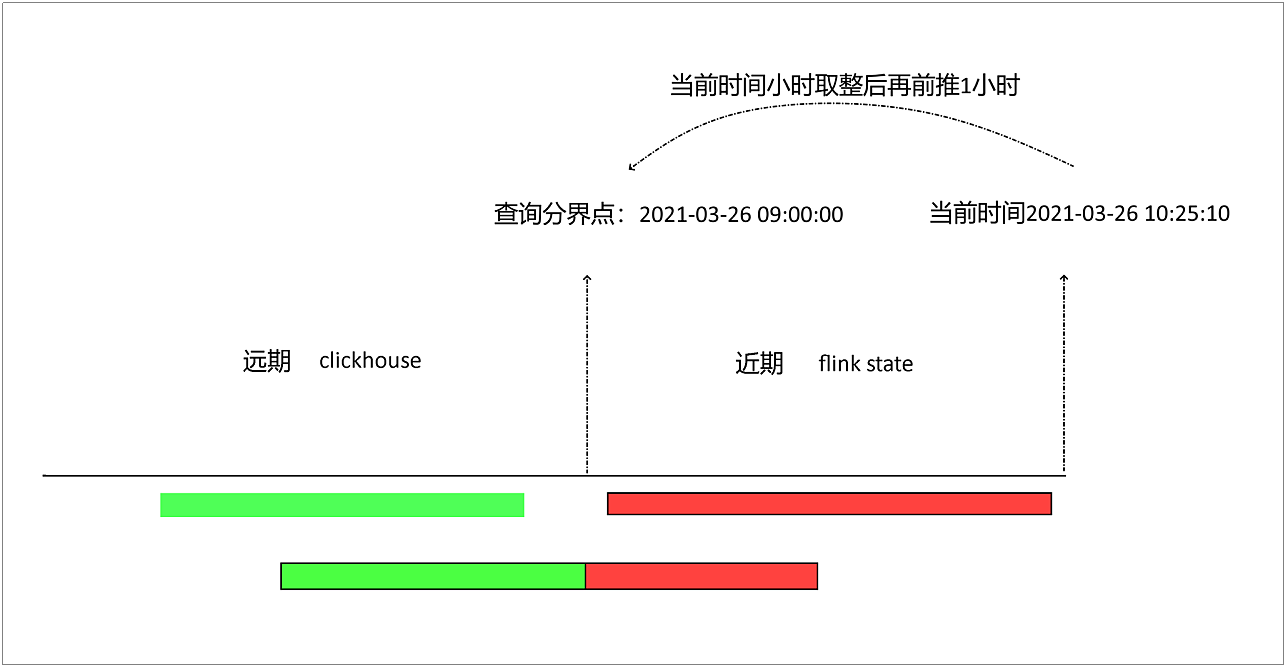 当前时间小时取整后再前推1小时
查询分界点：2021-03-26 09:00:00
当前时间2021-03-26 10:25:10
远期 clickhouse
近期 flink state